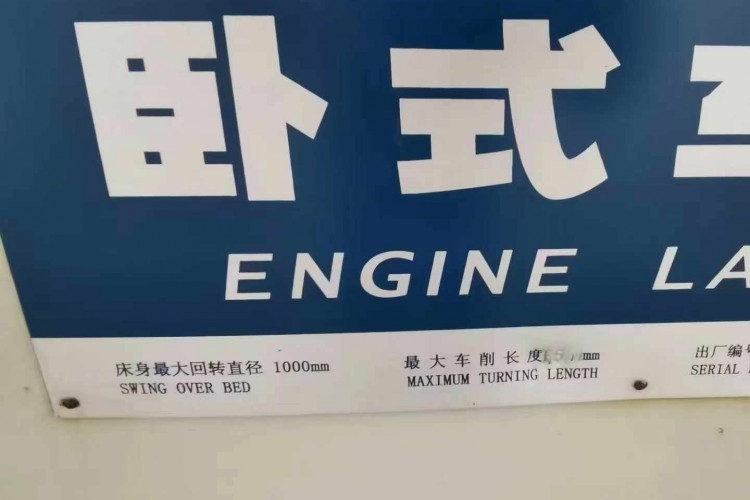 卧式
ENGINE LA
床身最大回转直径 1000mm
SWING OVER BED
最大车削长度 mm
MAXIMUM TURNING LENGTH
出厂编号
SERIAL